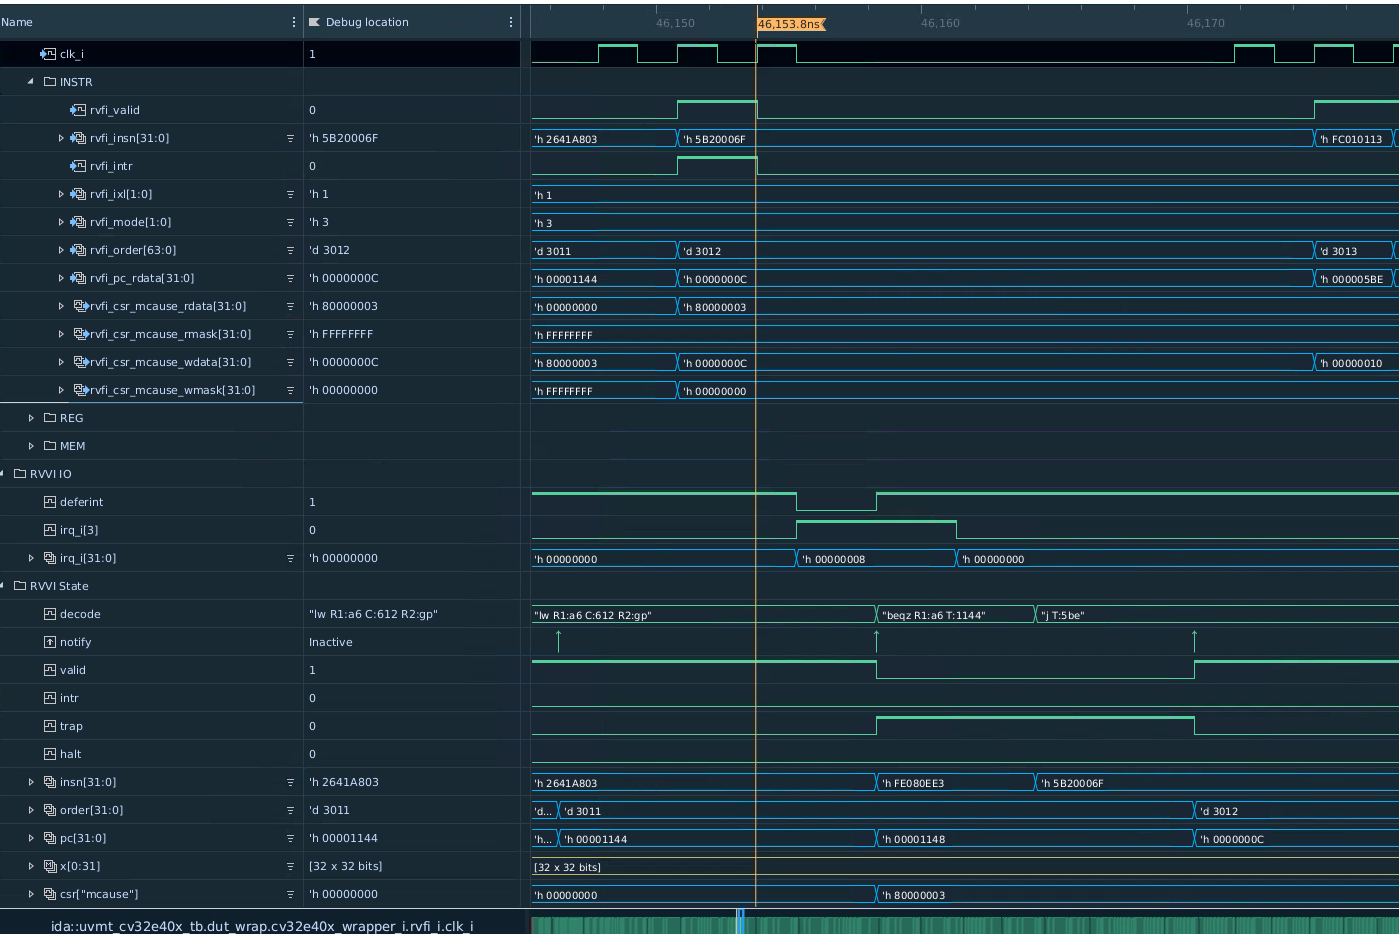 Name Debug location 46,150 46,153.8ns 46,160 46,170
clk_i 1
INSTR
rvfi_valid 0
rvfi_insn[31:0] 'h 5B20006F 'h 2641A803 'h 5B20006F 'h FC010113
rvfi_intr 0
rvfi_ixl[1:0] 'h 1 'h 1
rvfi_mode[1:0] 'h 3 'h 3
rvfi_order[63:0] 'd 3012 'd 3011 'd 3012 'd 3013
rvfi_pc_rdata[31:0] 'h 0000000C 'h 00001144 'h 0000000C 'h 000005BE
rvfi_csr_mcause_rdata[31:0] 'h 80000003 'h 00000000 'h 80000003
rvfi_csr_mcause_rmask[31:0] 'h FFFFFFFF 'h FFFFFFFF
rvfi_csr_mcause_wdata[31:0] 'h 0000000C 'h 80000003 'h 0000000C 'h 00000010
rvfi_csr_mcause_wmask[31:0] 'h 00000000 'h FFFFFFFF 'h 00000000
REG
MEM
RVVI IO
deferint 1
irq_i[3] 0
irq_i[31:0] 'h 00000000 'h 00000000 'h 00000008 'h 00000000
RVVI State
decode "lw R1:a6 C:612 R2:gp" "lw R1:a6 C:612 R2:gp" "beqz R1:a6 T:1144" "j T:5be"
notify Inactive
valid 1
intr 0
trap 0
halt 0
insn[31:0] 'h 2641A803 'h 2641A803 'h FE080EE3 'h 5B20006F
order[31:0] 'd 3011 'd... 'd 3011 'd 3012
pc[31:0] 'h 00001144 'h... 'h 00001144 'h 00001148 'h 0000000C
x[0:31] [32 x 32 bits] [32 x 32 bits]
csr["mcause"] 'h 00000000 'h 00000000 'h 80000003
ida::uvmt_cv32e40x_tb.dut_wrap.cv32e40x_wrapper_i.rvfi_i.clk_i